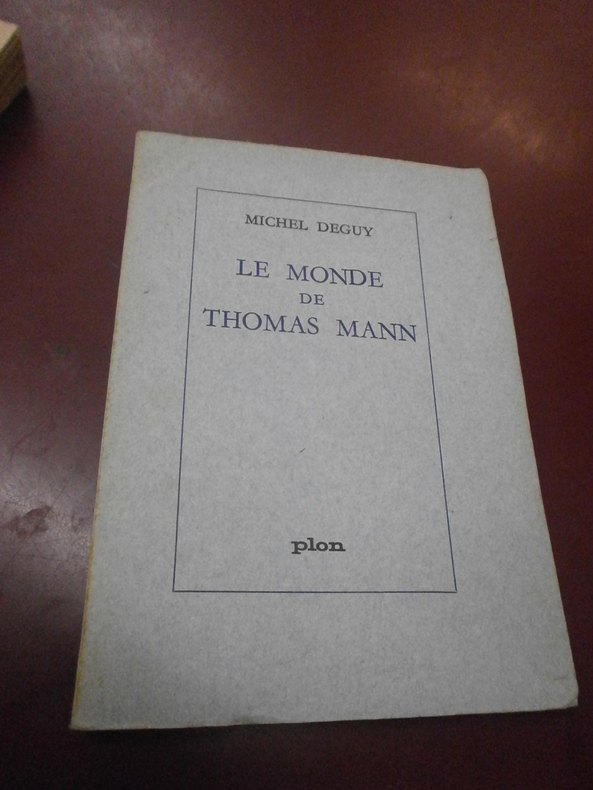 MICHEL DEGUY
LE MONDE
DE
THOMAS MANN
plon